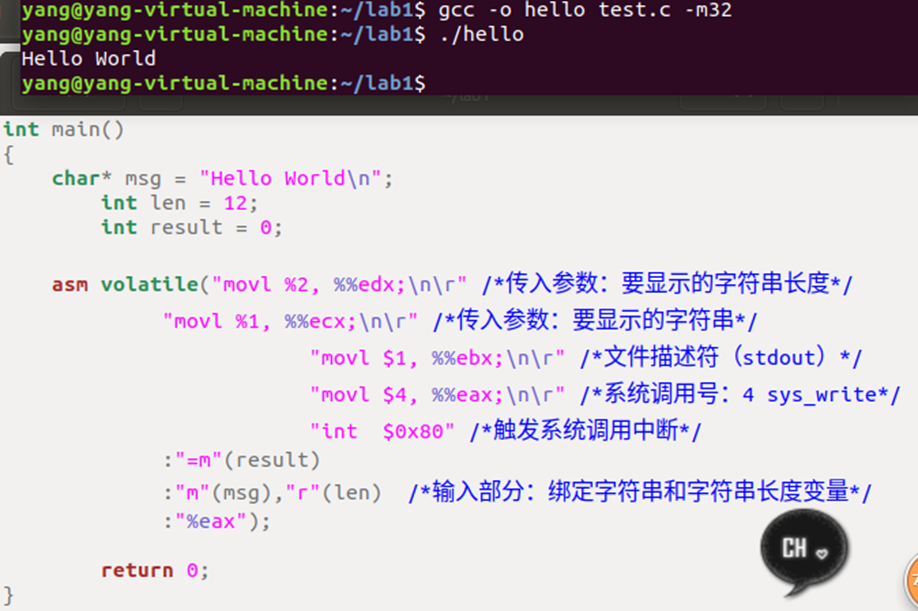 yang@yang-virtual-machine:~/lab1$ gcc -o hello test.c -m32
yang@yang-virtual-machine:~/lab1$ ./hello
Hello World
yang@yang-virtual-machine:~/lab1$
int main()
{
char* msg = "Hello World\n";
int len = 12;
int result = 0;
asm volatile("movl %2, %%edx;\n\r" /*传入参数：要显示的字符串长度*/
"movl %1, %%ecx;\n\r" /*传入参数：要显示的字符串*/
"movl $1, %%ebx;\n\r" /*文件描述符（stdout）*/
"movl $4, %%eax;\n\r" /*系统调用号：4 sys_write*/
"int  $0x80" /*触发系统调用中断*/
:"=m"(result)
:"m"(msg),"r"(len)  /*输入部分：绑定字符串和字符串长度变量*/
:"%eax");
CH
return 0;
}